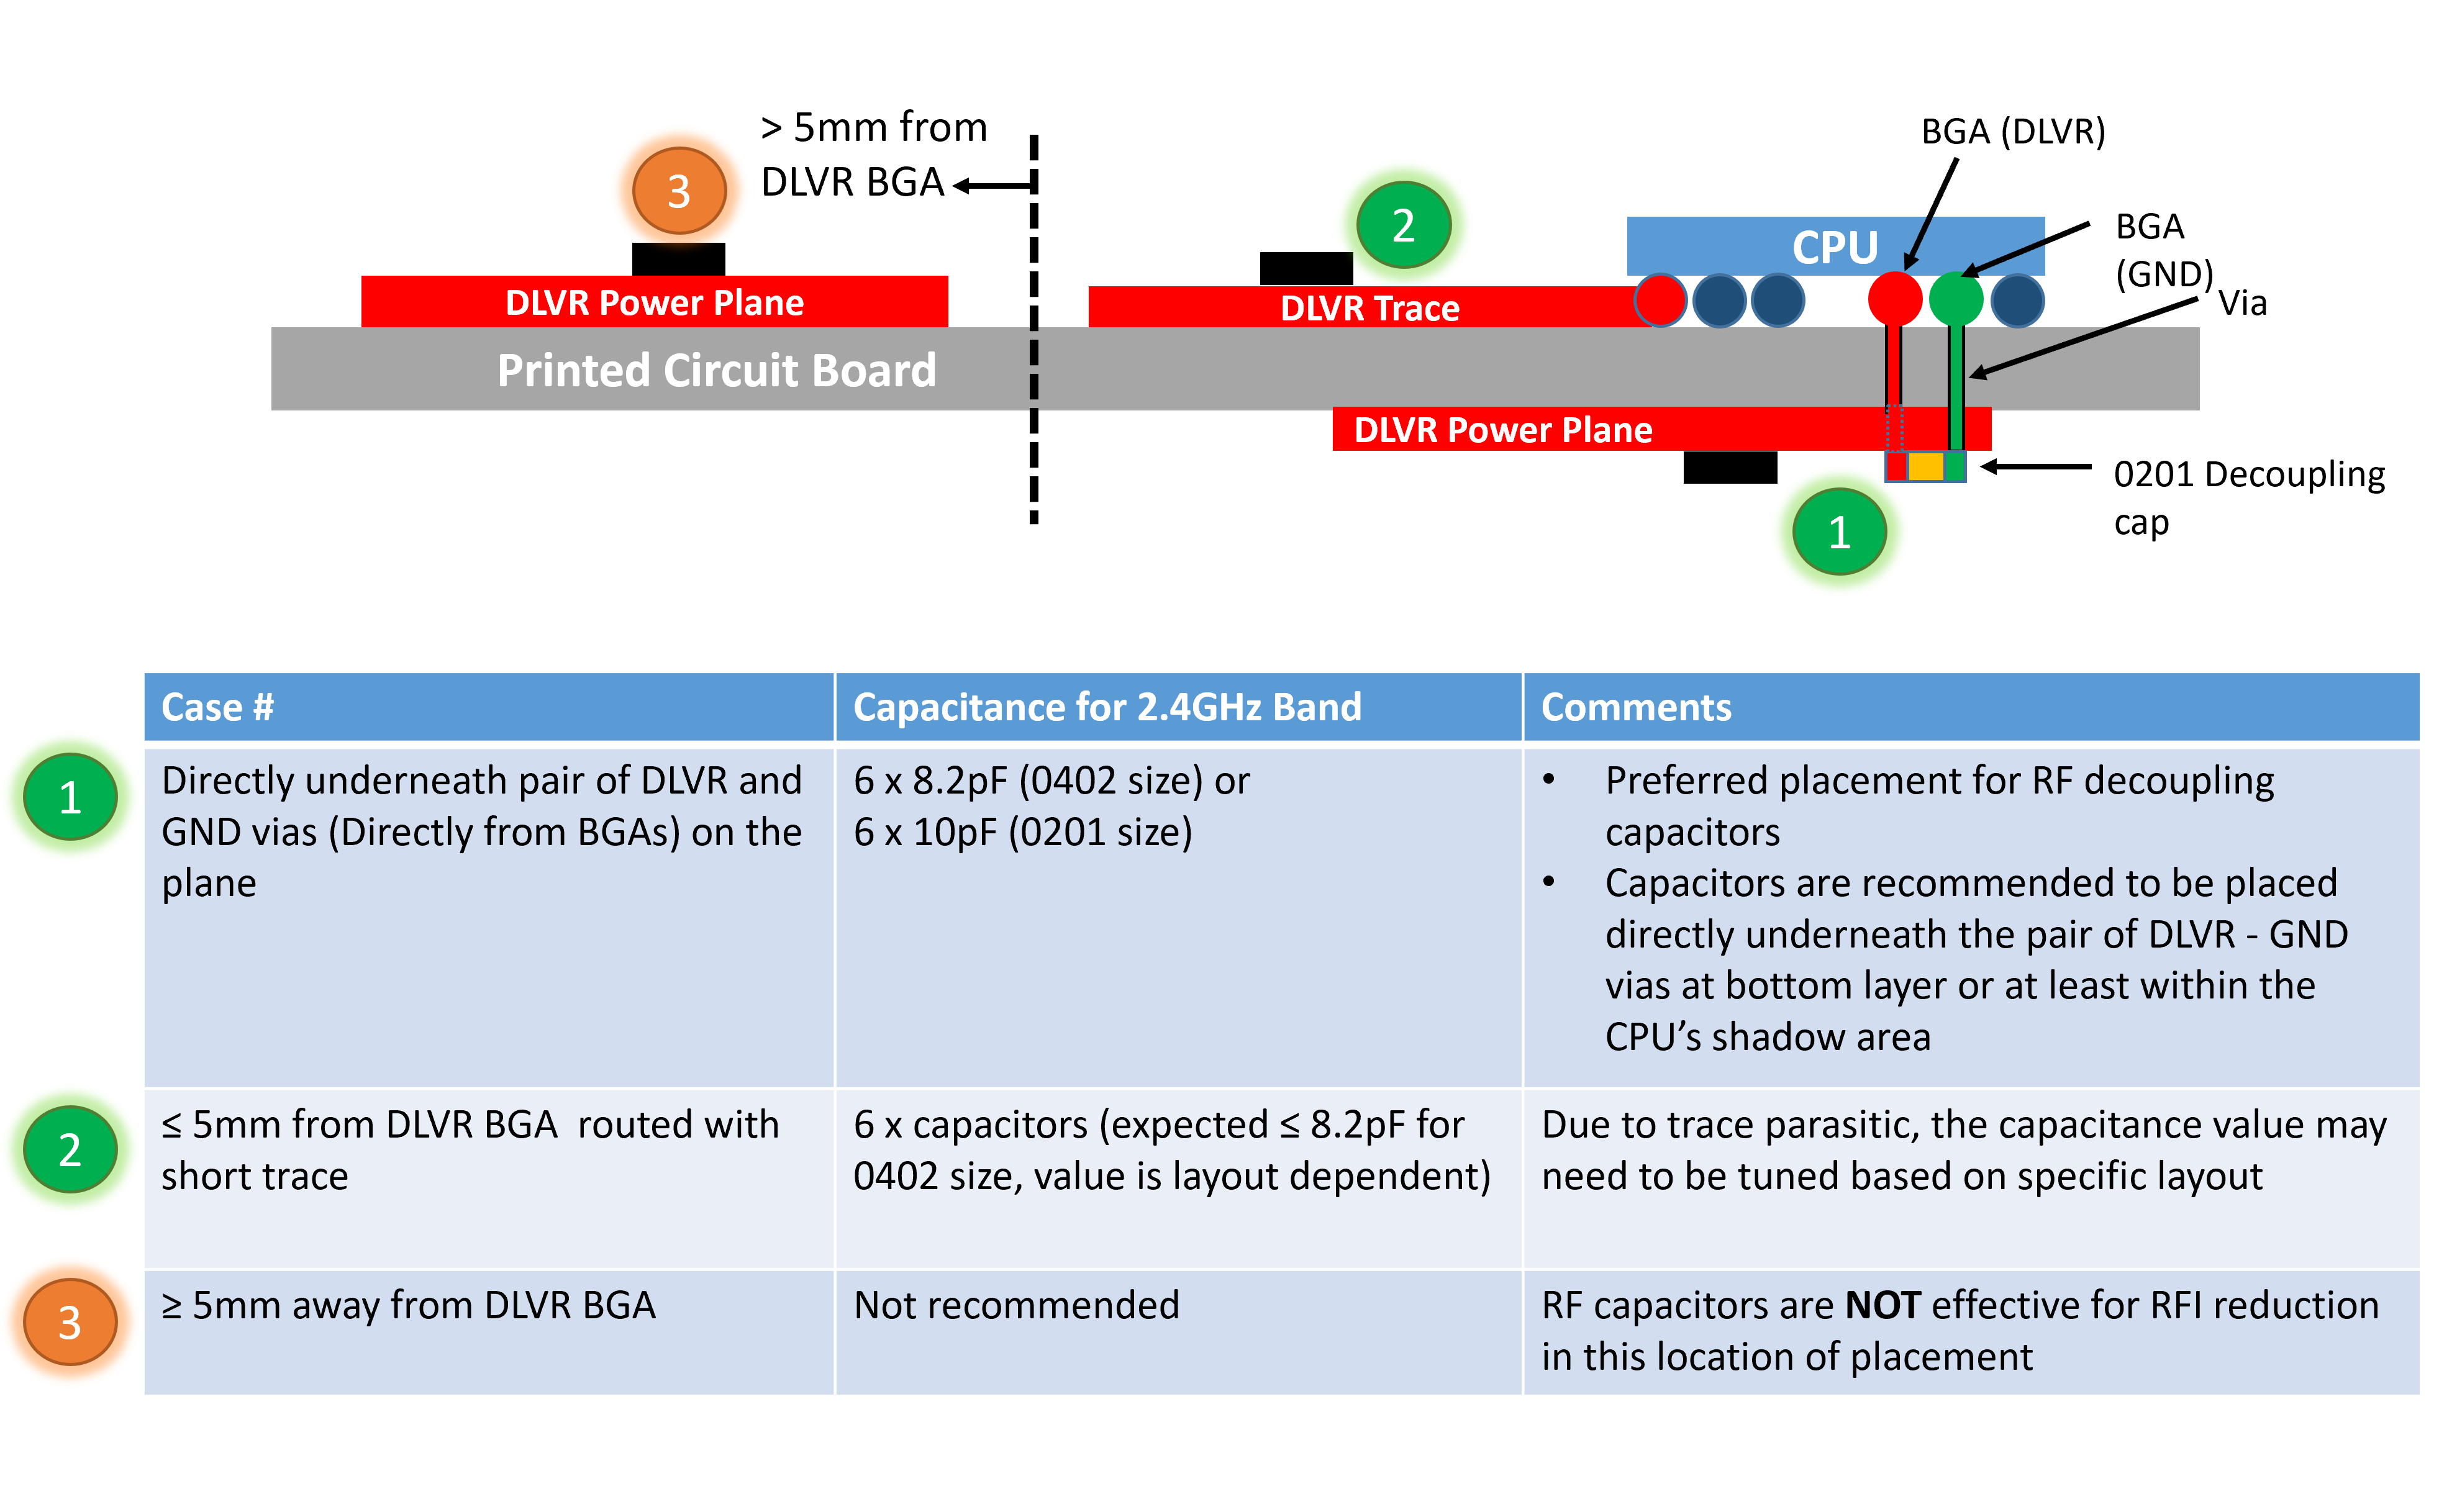 > 5mm from
DLVR BGA
3
2
BGA (DLVR)
BGA
(GND)
Via
CPU
DLVR Power Plane
DLVR Trace
Printed Circuit Board
DLVR Power Plane
0201 Decoupling
cap
1
Case #
Capacitance for 2.4GHz Band
Comments
1
Directly underneath pair of DLVR and
GND vias (Directly from BGAs) on the
plane
6 x 8.2pF (0402 size) or
6 x 10pF (0201 size)
• Preferred placement for RF decoupling
capacitors
• Capacitors are recommended to be placed
directly underneath the pair of DLVR - GND
vias at bottom layer or at least within the
CPU’s shadow area
2
≤ 5mm from DLVR BGA routed with
short trace
6 x capacitors (expected ≤ 8.2pF for
0402 size, value is layout dependent)
Due to trace parasitic, the capacitance value may
need to be tuned based on specific layout
3
≥ 5mm away from DLVR BGA
Not recommended
RF capacitors are NOT effective for RFI reduction
in this location of placement